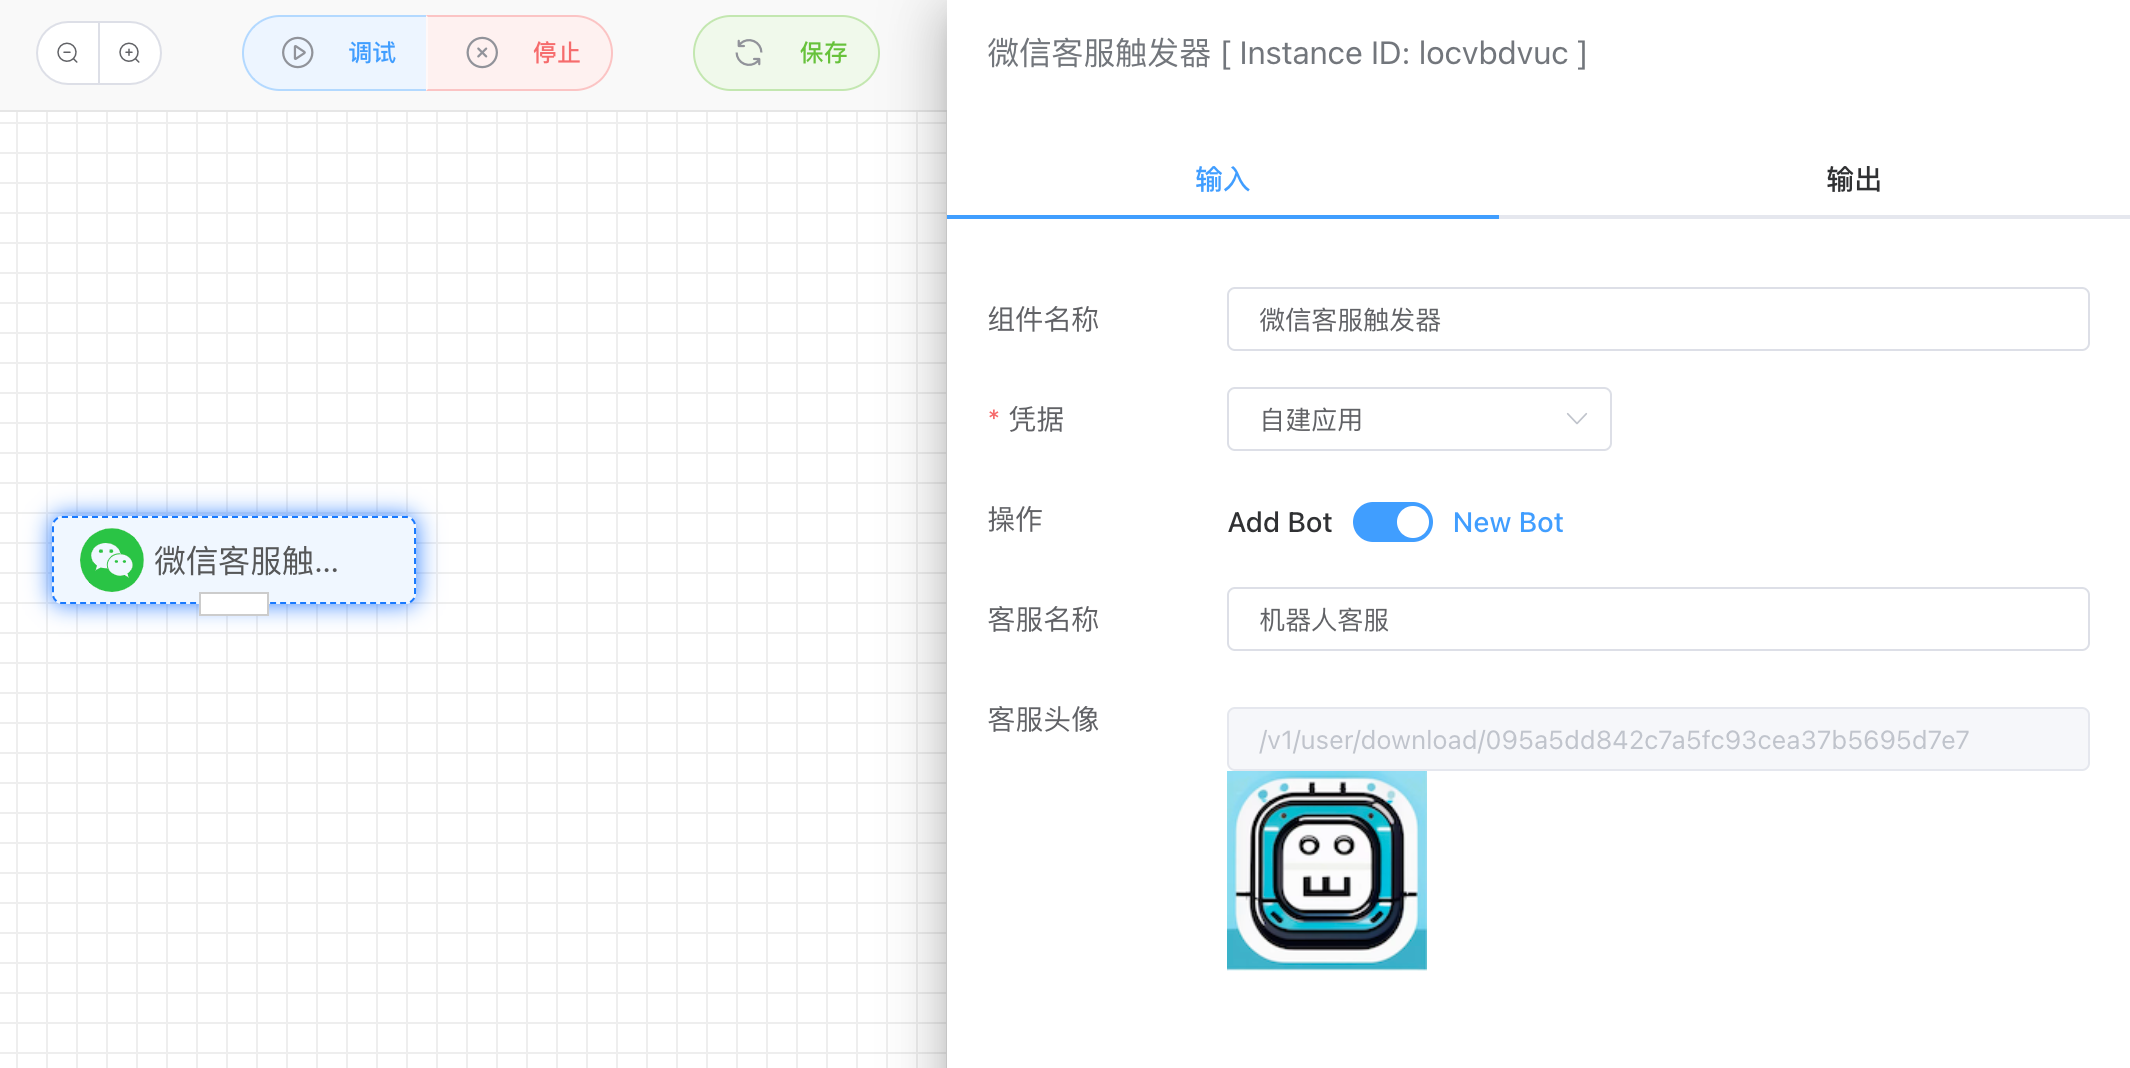 调试
停止
保存
微信客服触发器 [ Instance ID: locvbdvuc ]
输入
输出
组件名称
微信客服触发器
* 凭据
自建应用
操作
Add Bot
New Bot
微信客服触...
客服名称
机器人客服
客服头像
/v1/user/download/095a5dd842c7a5fc93cea37b5695d7e7